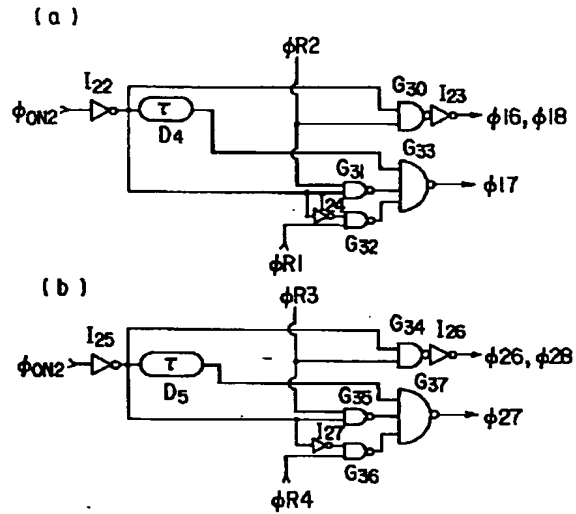 (a)
φR2
I22
φON2
τ
D4
G30
I23
φ16, φ18
G33
G31
I24
φ17
G32
φR1
(b)
φR3
I25
φON2
τ
D5
G34
I26
φ26, φ28
G37
G35
I27
φ27
G36
φR4